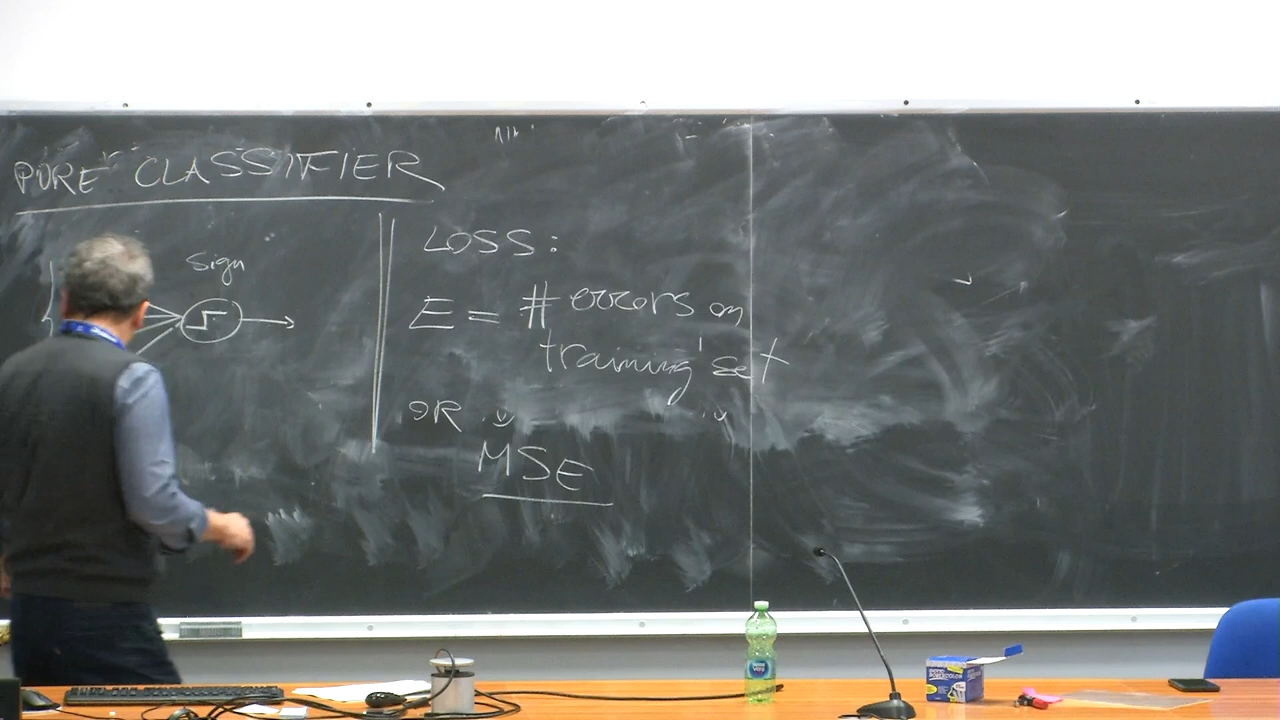 PURE CLASSIFIER
sign
LOSS:
E = # errors on
training set
OR
MSE